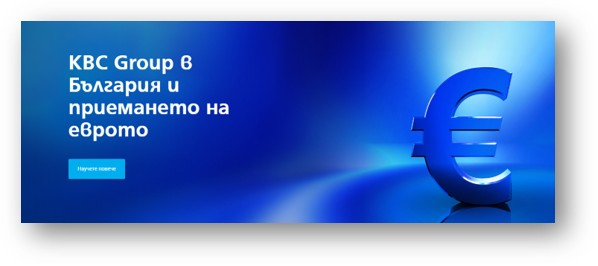 KBC Group в
България и
приемането на
еврото
Научете повече